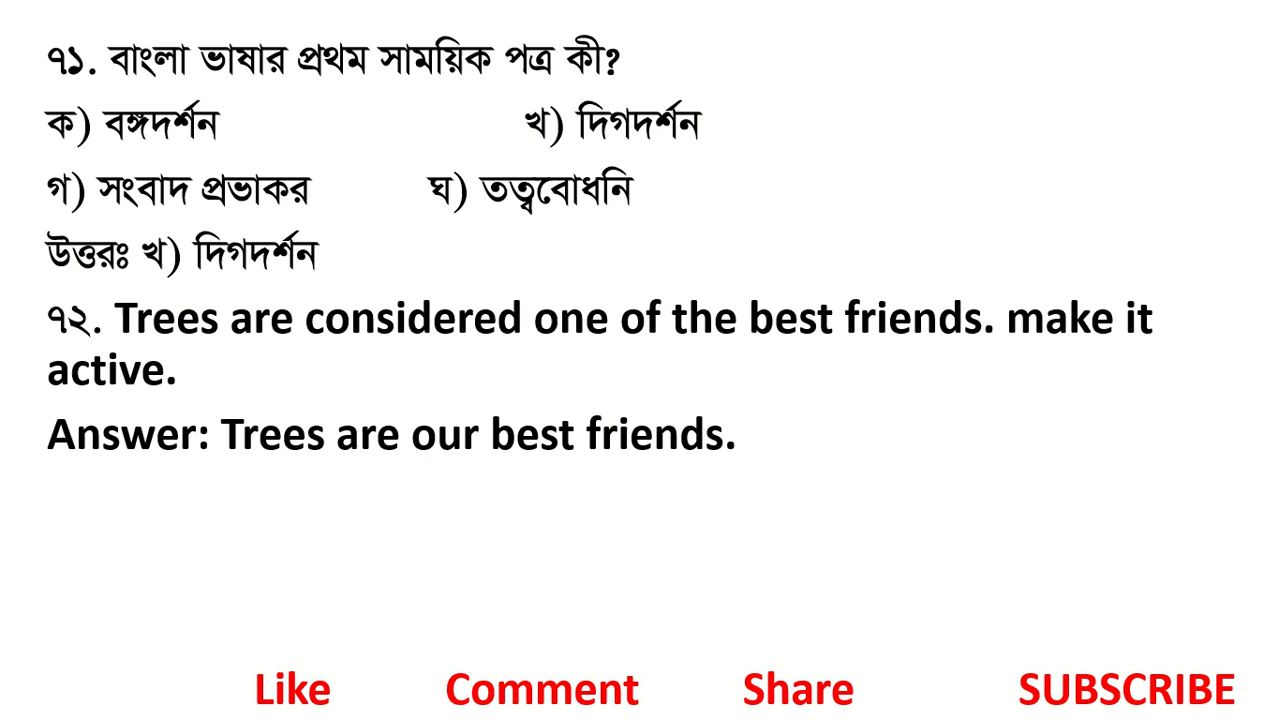 ৭১. বাংলা ভাষার প্রথম সাময়িক পত্র কী?
ক) বঙ্গদর্শন খ) দিগদর্শন
গ) সংবাদ প্রভাকর ঘ) তত্ত্ববোধনি
উত্তরঃ খ) দিগদর্শন
৭২. Trees are considered one of the best friends. make it
active.
Answer: Trees are our best friends.
Like Comment Share SUBSCRIBE